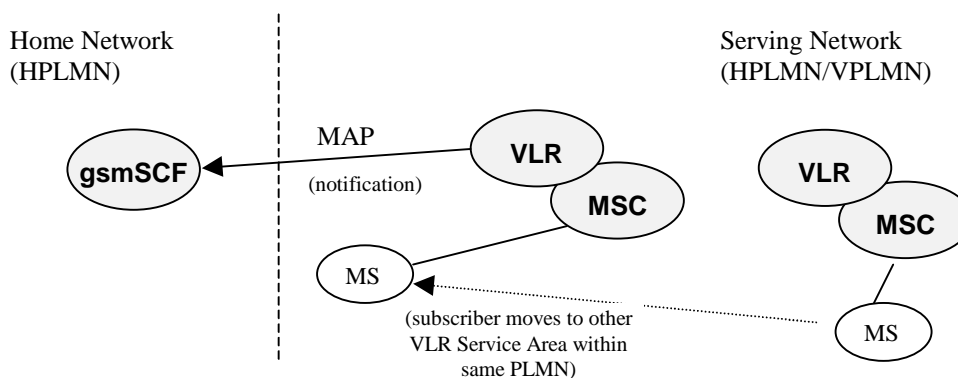 Home Network
(HPLMN)
Serving Network
(HPLMN/VPLMN)
MAP
(notification)
gsmSCF
VLR
MSC
VLR
MSC
MS
MS
(subscriber moves to other
VLR Service Area within
same PLMN)